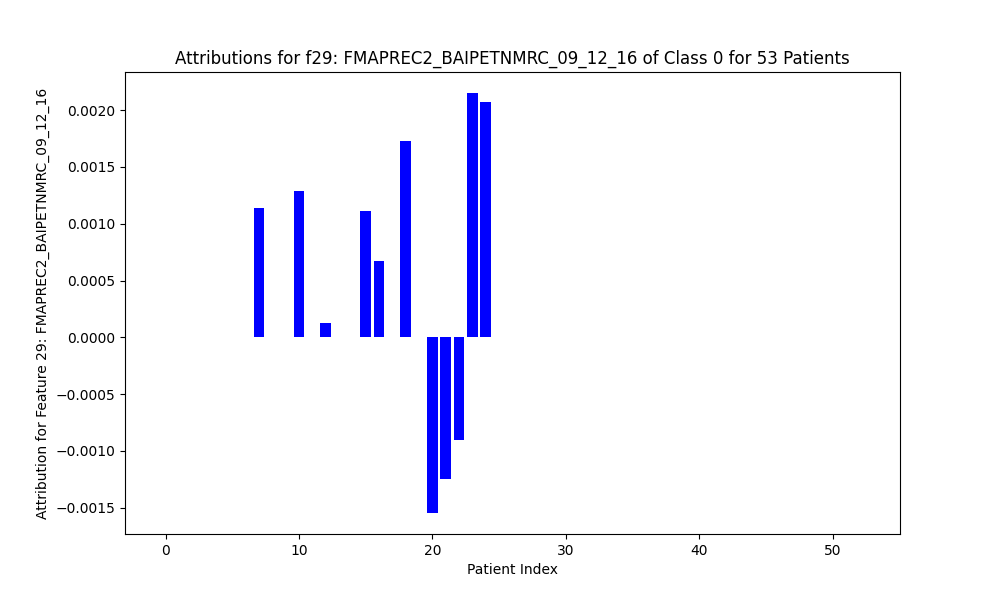 Attributions for f29: FMAPREC2_BAIPETNMRC_09_12_16 of Class 0 for 53 Patients
Attribution for Feature 29: FMAPREC2_BAIPETNMRC_09_12_16
0.0020
0.0015
0.0010
0.0005
0.0000
−0.0005
−0.0010
−0.0015
0 10 20 30 40 50
Patient Index